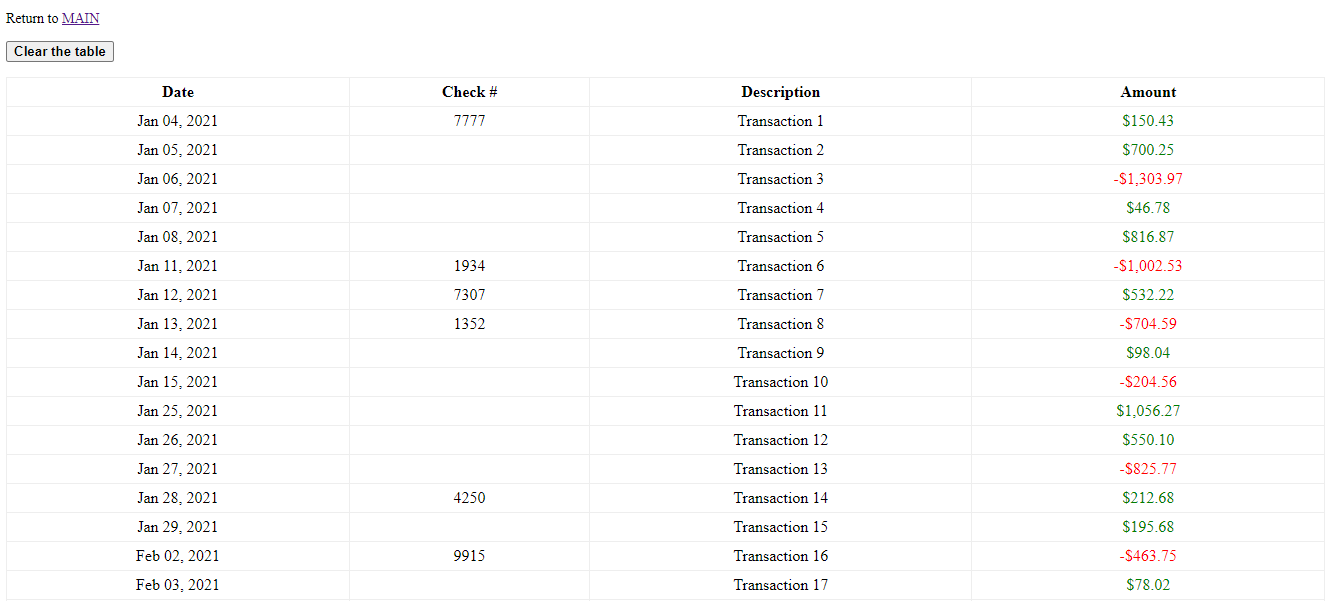 Return to MAIN
Clear the table
Date Check # Description Amount
Jan 04, 2021 7777 Transaction 1 $150.43
Jan 05, 2021 Transaction 2 $700.25
Jan 06, 2021 Transaction 3 -$1,303.97
Jan 07, 2021 Transaction 4 $46.78
Jan 08, 2021 Transaction 5 $816.87
Jan 11, 2021 1934 Transaction 6 -$1,002.53
Jan 12, 2021 7307 Transaction 7 $532.22
Jan 13, 2021 1352 Transaction 8 -$704.59
Jan 14, 2021 Transaction 9 $98.04
Jan 15, 2021 Transaction 10 -$204.56
Jan 25, 2021 Transaction 11 $1,056.27
Jan 26, 2021 Transaction 12 $550.10
Jan 27, 2021 Transaction 13 -$825.77
Jan 28, 2021 4250 Transaction 14 $212.68
Jan 29, 2021 Transaction 15 $195.68
Feb 02, 2021 9915 Transaction 16 -$463.75
Feb 03, 2021 Transaction 17 $78.02